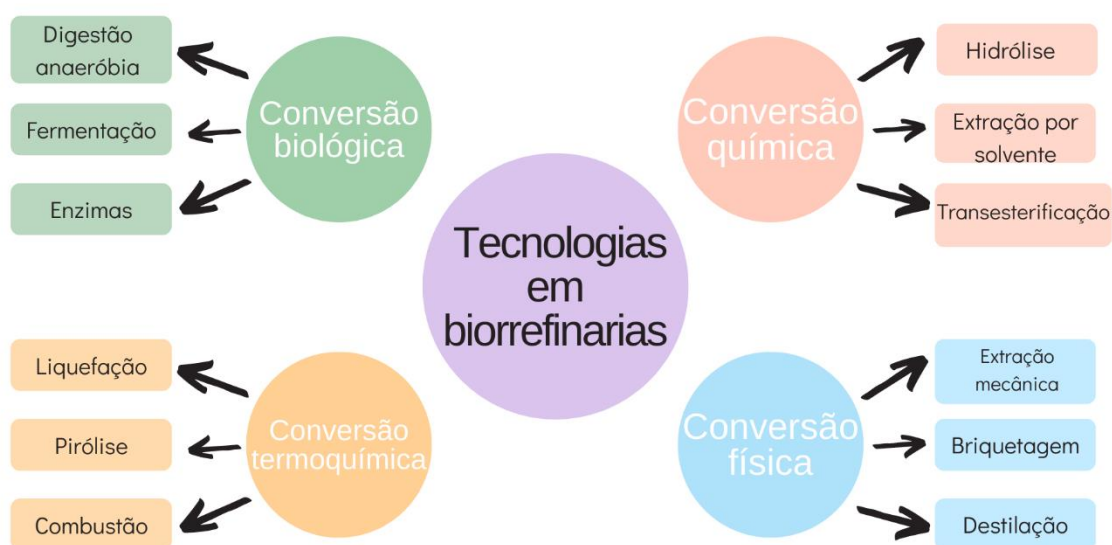 Digestão
anaeróbia
Fermentação
Enzimas
Conversão
biológica
Conversão
química
Hidrólise
Extração por
solvente
Transesterificação
Tecnologias
em
biorrefinarias
Liquefação
Pirólise
Combustão
Conversão
termoquímica
Conversão
física
Extração
mecânica
Briquetagem
Destilação